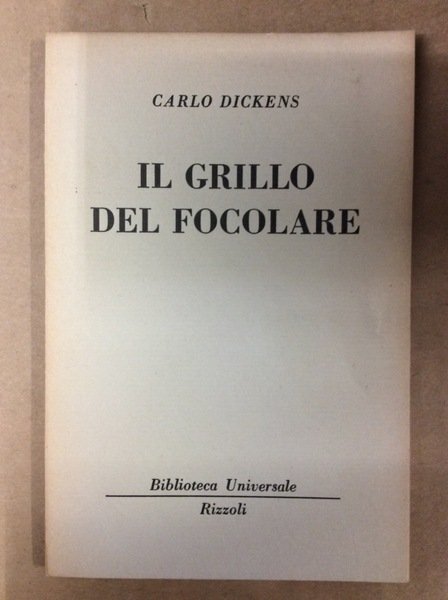 CARLO DICKENS
IL GRILLO
DEL FOCOLARE
Biblioteca Universale
Rizzoli